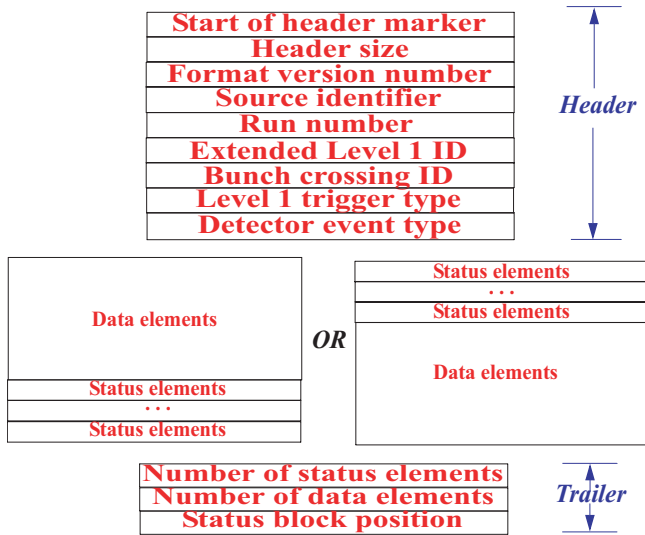 Start of header marker
Header size
Format version number
Source identifier
Run number
Extended Level 1 ID
Bunch crossing ID
Level 1 trigger type
Detector event type
Header
Data elements
Status elements
...
Status elements
OR
Status elements
...
Status elements
Data elements
Number of status elements
Number of data elements
Status block position
Trailer